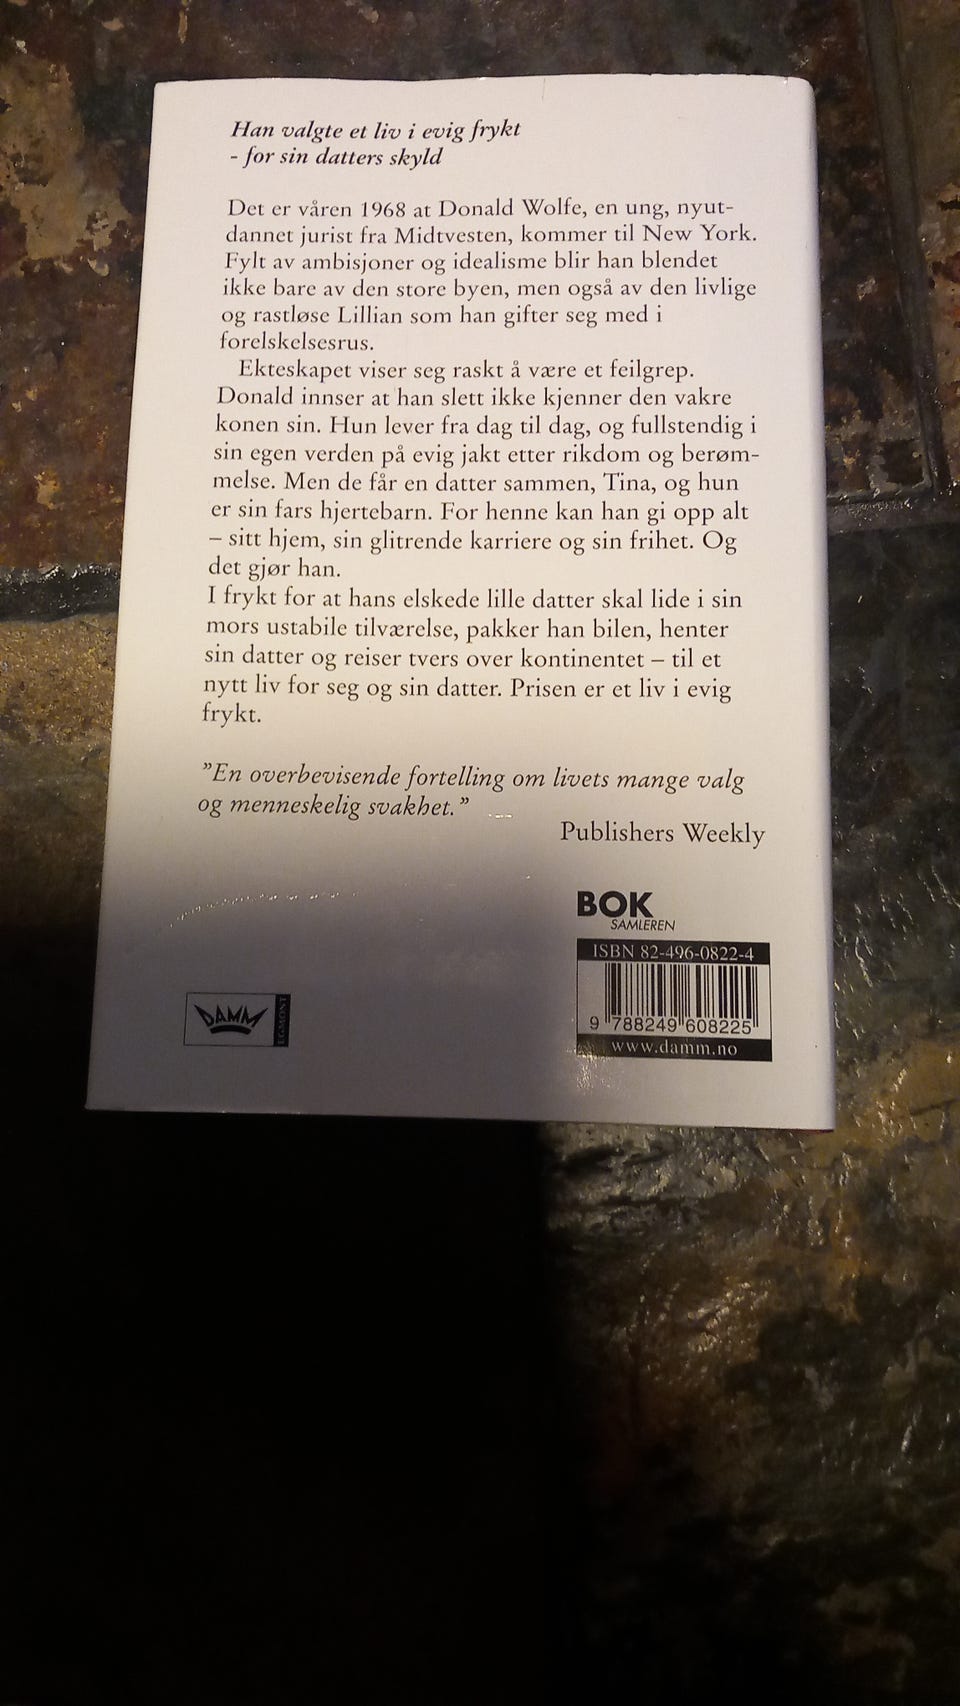 Han valgte et liv i evig frykt
- for sin datters skyld
Det er våren 1968 at Donald Wolfe, en ung, nyut-
dannet jurist fra Midtvesten, kommer til New York.
Fylt av ambisjoner og idealisme blir han blendet
ikke bare av den store byen, men også av den livlige
og rastløse Lillian som han gifter seg med i
forelskelsesrus.
Ekteskapet viser seg raskt å være et feilgrep.
Donald innser at han slett ikke kjenner den vakre
konen sin. Hun lever fra dag til dag, og fullstendig i
sin egen verden på evig jakt etter rikdom og berøm-
melse. Men de får en datter sammen, Tina, og hun
er sin fars hjertebarn. For henne kan han gi opp alt
– sitt hjem, sin glitrende karriere og sin frihet. Og
det gjør han.
I frykt for at hans elskede lille datter skal lide i sin
mors ustabile tilværelse, pakker han bilen, henter
sin datter og reiser tvers over kontinentet – til et
nytt liv for seg og sin datter. Prisen er et liv i evig
frykt.
”En overbevisende fortelling om livets mange valg
og menneskelig svakhet.”
Publishers Weekly
BOK
SAMLEREN
ISBN 82-496-0822-4
9 788249 608225
www.damm.no
DAMM
EGMONT